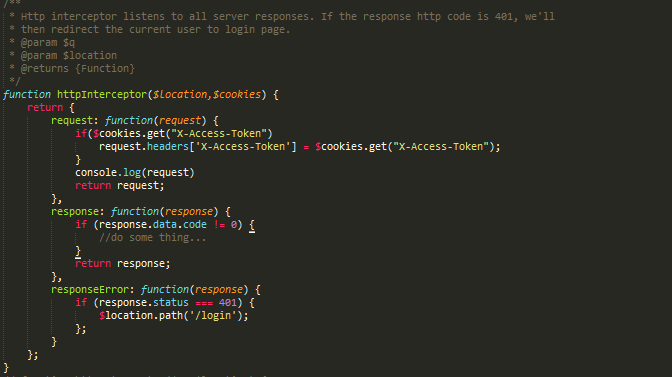 /**
 * Http interceptor listens to all server responses. If the response http code is 401, we'll
 * then redirect the current user to login page.
 * @param $q
 * @param $location
 * @returns {Function}
 */
function httpInterceptor($location,$cookies) {
    return {
        request: function(request) {
            if($cookies.get("X-Access-Token")
                request.headers['X-Access-Token'] = $cookies.get("X-Access-Token");
            }
            console.log(request)
            return request;
        },
        response: function(response) {
            if (response.data.code != 0) {
                //do some thing...
            }
            return response;
        },
        responseError: function(response) {
            if (response.status === 401) {
                $location.path('/login');
            };
        }
    };
}